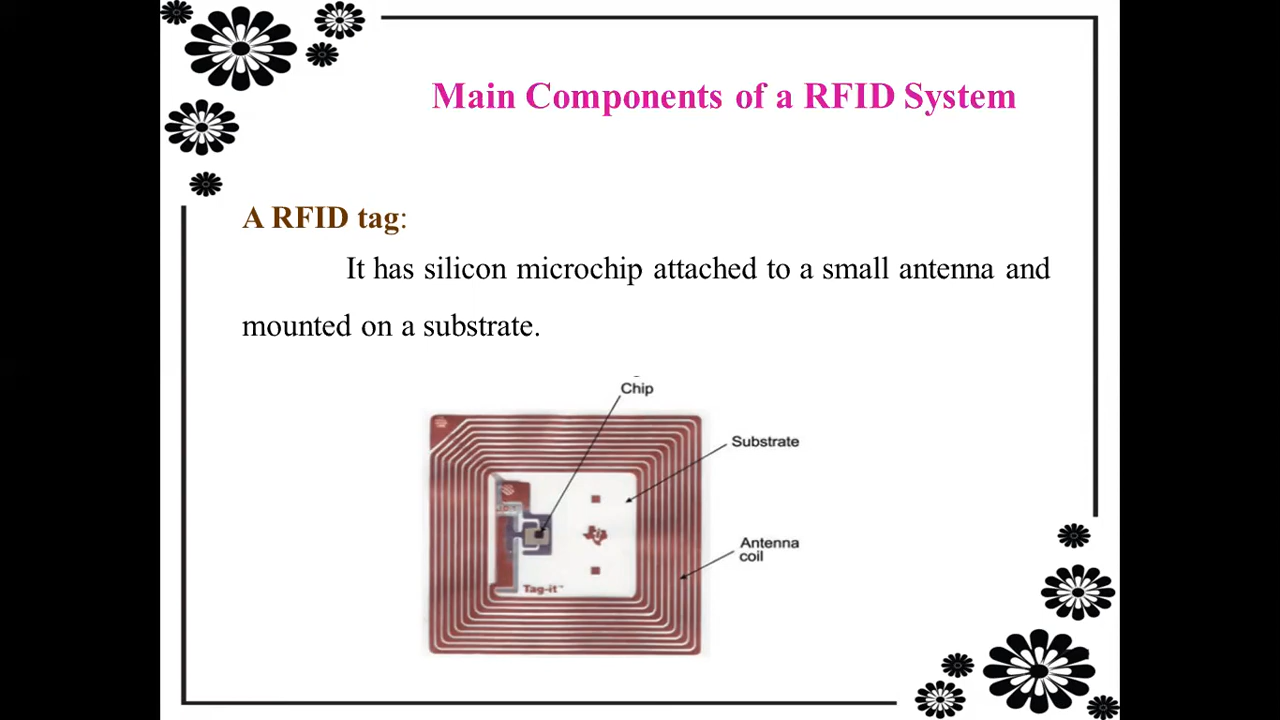 Main Components of a RFID System
A RFID tag:
It has silicon microchip attached to a small antenna and
mounted on a substrate.
Chip
Substrate
Antenna
coil
Tag-it™